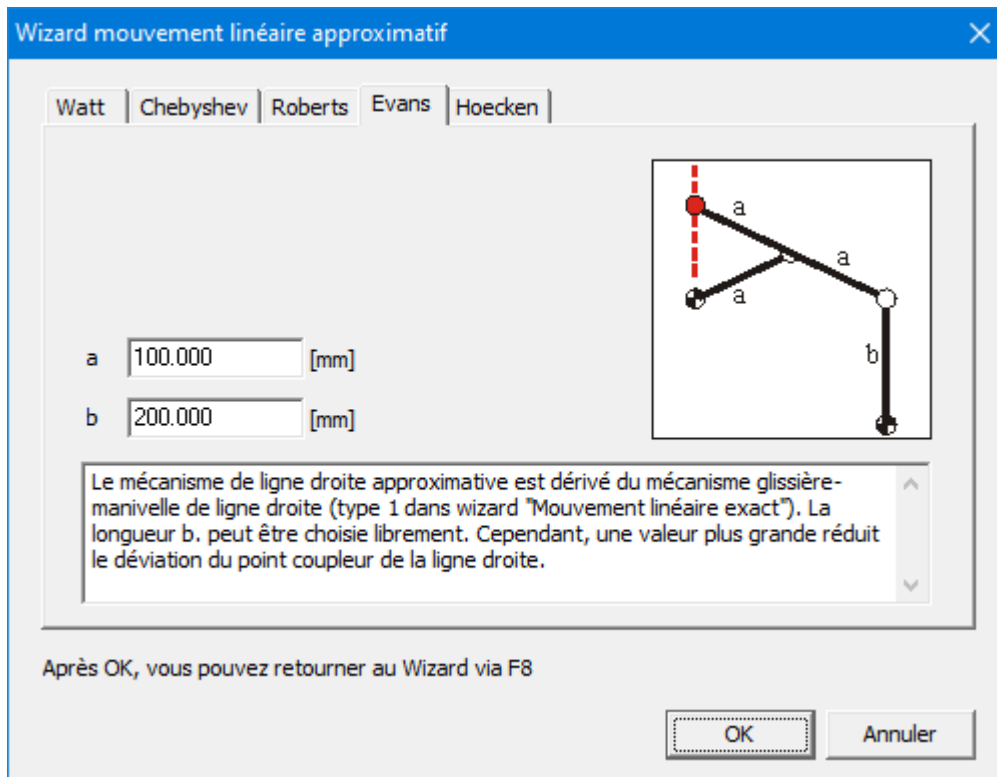 Wizard mouvement linéaire approximatif
Watt
Chebyshev
Roberts
Evans
Hoecken
a
a
a
b
a 100.000 [mm]
b 200.000 [mm]
Le mécanisme de ligne droite approximative est dérivé du mécanisme glissière-
manivelle de ligne droite (type 1 dans wizard "Mouvement linéaire exact"). La
longueur b. peut être choisie librement. Cependant, une valeur plus grande réduit
le déviation du point coupleur de la ligne droite.
Après OK, vous pouvez retourner au Wizard via F8
OK
Annuler